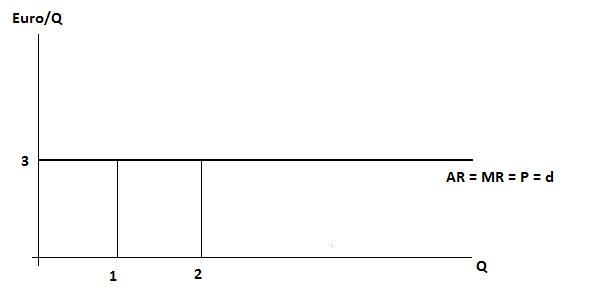 Euro/Q
3
AR = MR = P = d
1
2
Q